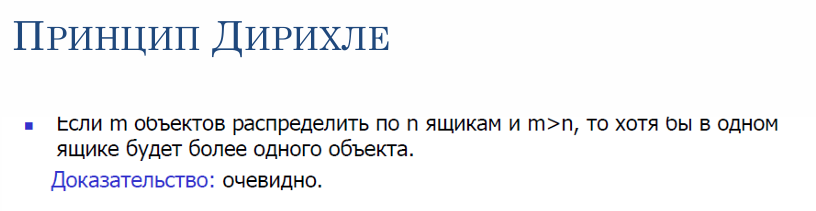 Принцип Дирихле
Если m объектов распределить по n ящикам и m>n, то хотя бы в одном
ящике будет более одного объекта.
Доказательство: очевидно.